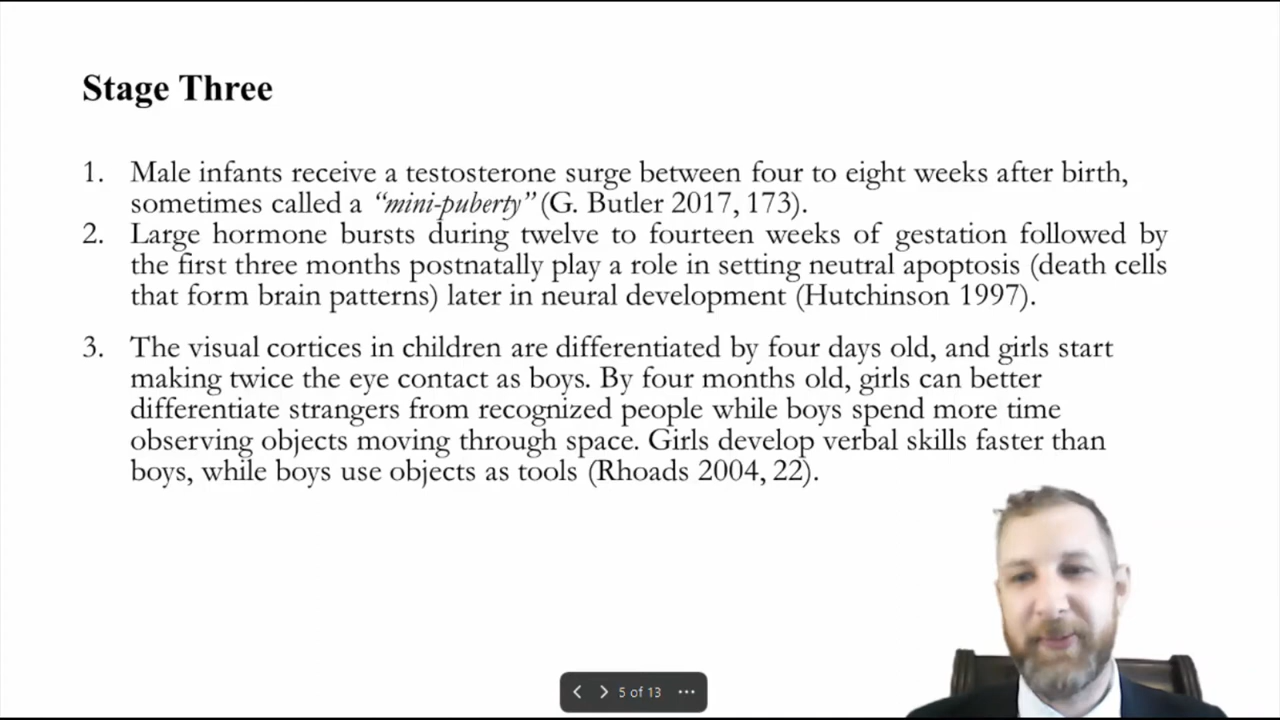 Stage Three
1. Male infants receive a testosterone surge between four to eight weeks after birth,
sometimes called a “mini-puberty” (G. Butler 2017, 173).
2. Large hormone bursts during twelve to fourteen weeks of gestation followed by
the first three months postnatally play a role in setting neutral apoptosis (death cells
that form brain patterns) later in neural development (Hutchinson 1997).
3. The visual cortices in children are differentiated by four days old, and girls start
making twice the eye contact as boys. By four months old, girls can better
differentiate strangers from recognized people while boys spend more time
observing objects moving through space. Girls develop verbal skills faster than
boys, while boys use objects as tools (Rhoads 2004, 22).
5 of 13